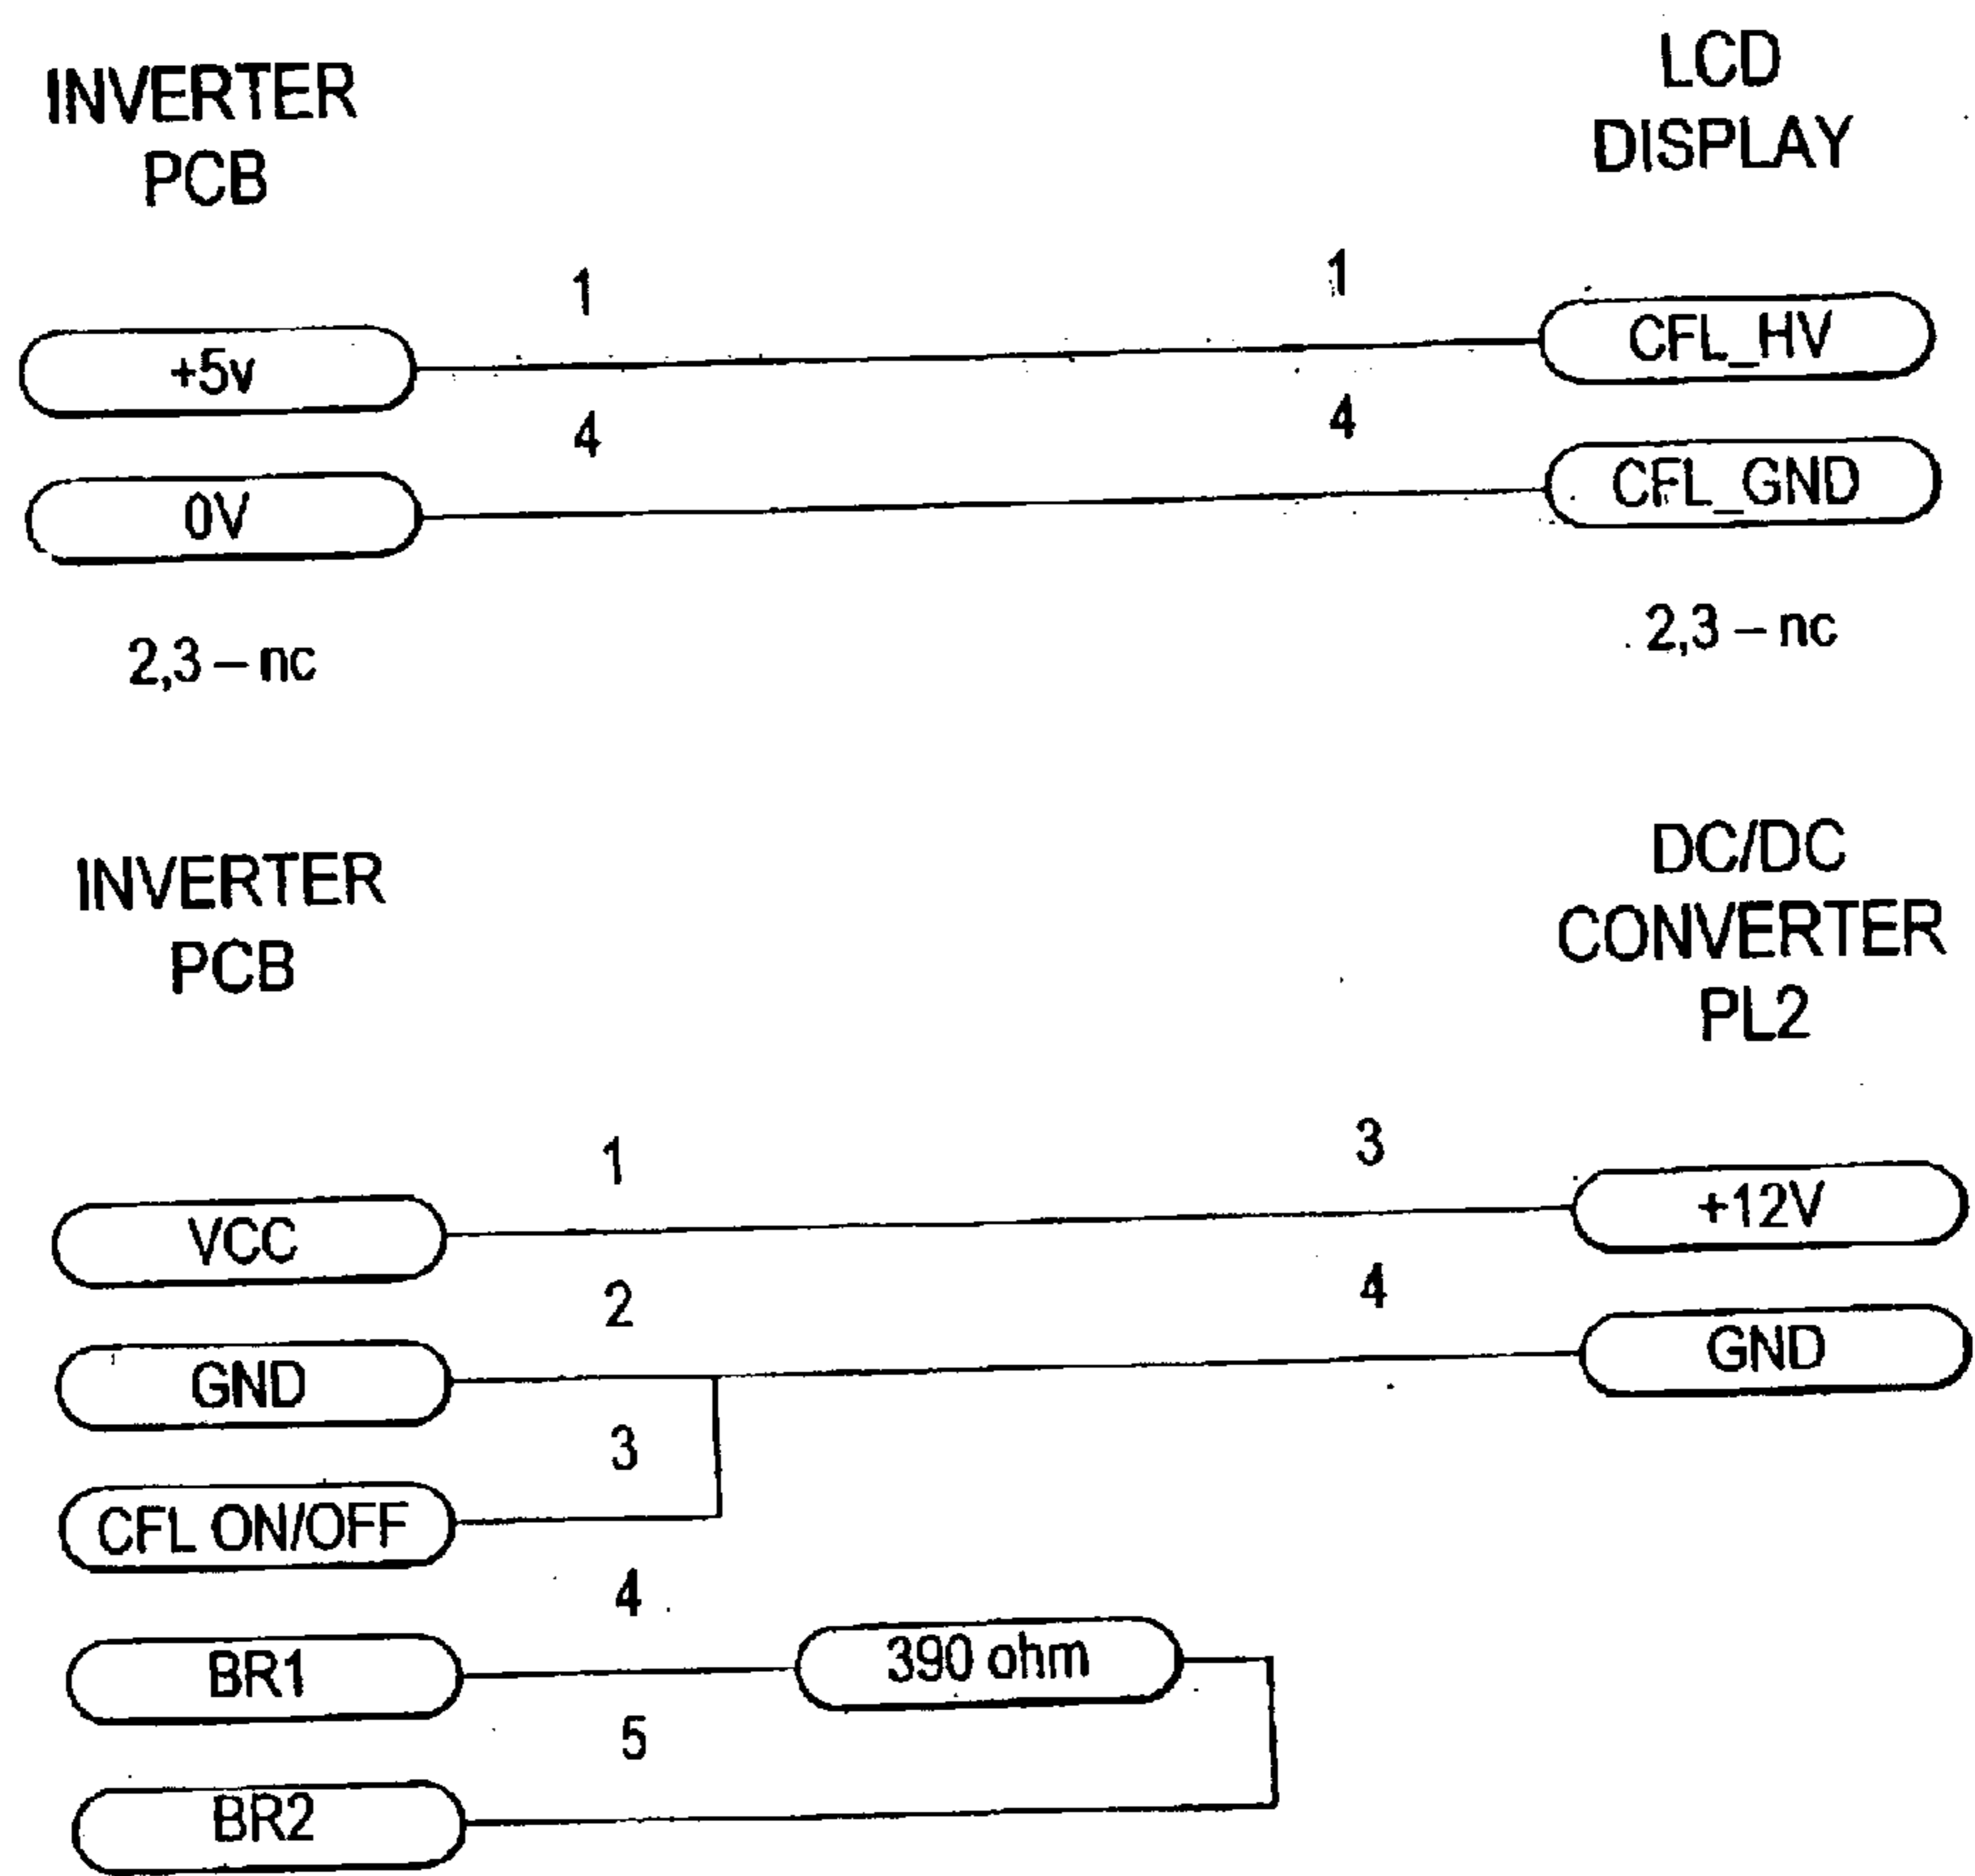 INVERTER
PCB
LCD
DISPLAY
1
1
+5v
CFL_HV
4
4
0V
CFL_GND
2,3 – nc
2,3 – nc
INVERTER
PCB
DC/DC
CONVERTER
PL2
1
3
VCC
+12V
2
4
GND
GND
3
CFL ON/OFF
4
BR1
390 ohm
5
BR2